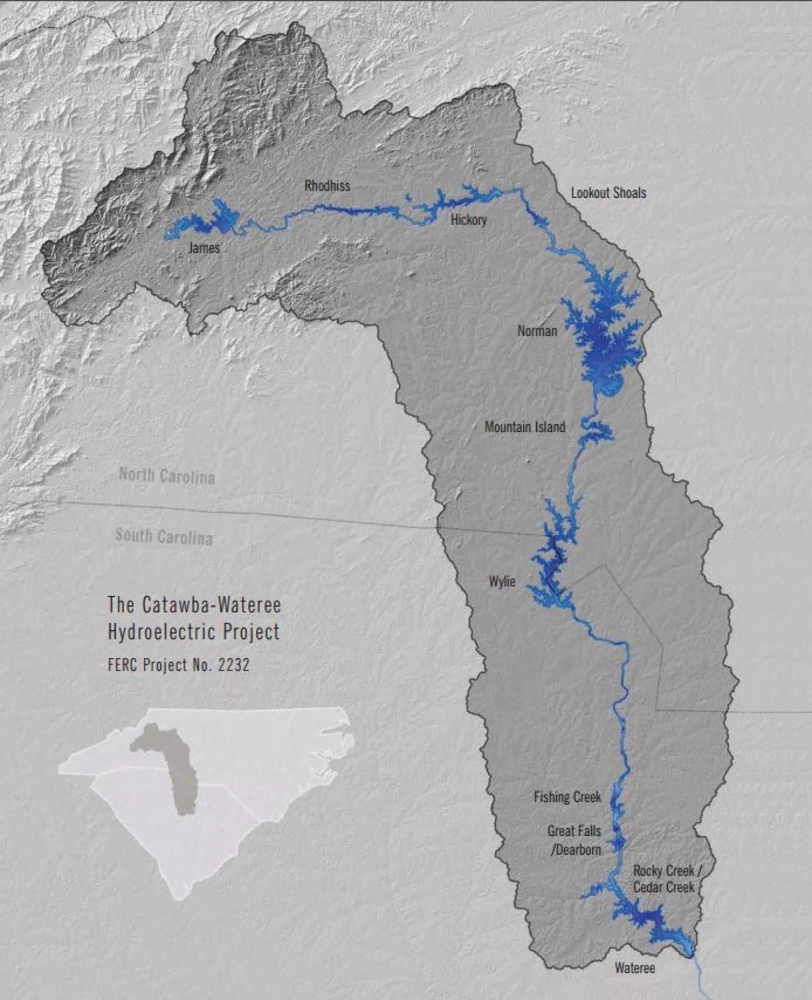 Rhodhiss
Lookout Shoals
Hickory
James
Norman
Mountain Island
North Carolina
South Carolina
Wylie
The Catawba-Wateree
Hydroelectric Project
FERC Project No. 2232
Fishing Creek
Great Falls
/Dearborn
Rocky Creek /
Cedar Creek
Wateree